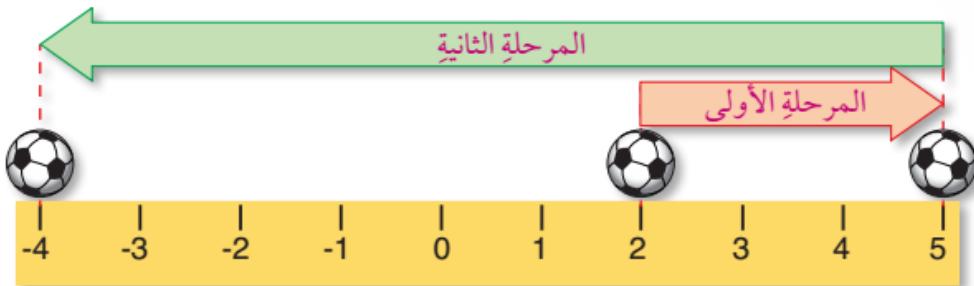 المرحلةِ الثانيةِ
المرحلةِ الأولى
-4 -3 -2 -1 0 1 2 3 4 5